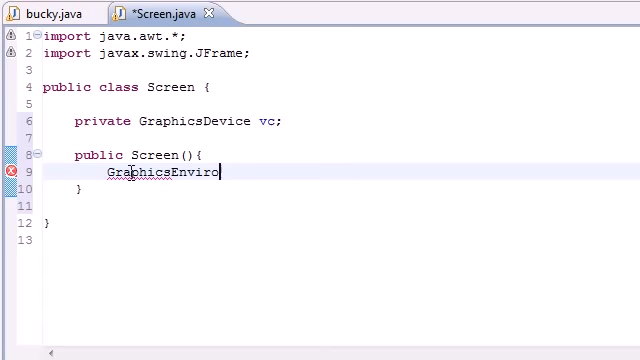 bucky.java
*Screen.java
1 import java.awt.*;
2 import javax.swing.JFrame;
3
4 public class Screen {
5
6 private GraphicsDevice vc;
7
8 public Screen(){
9 GraphicsEnviro
10 }
11
12 }
13